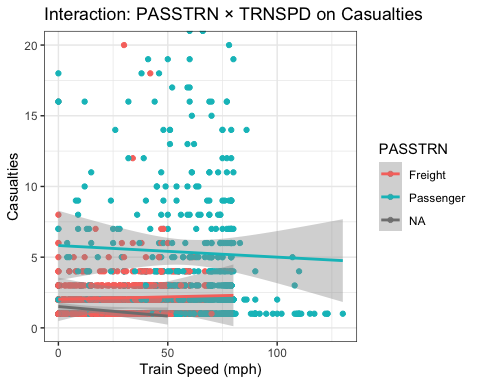 Interaction: PASSTRN × TRNSPD on Casualties
20
15
10
5
0
Casualties
0 50 100
Train Speed (mph)
PASSTRN
Freight
Passenger
NA